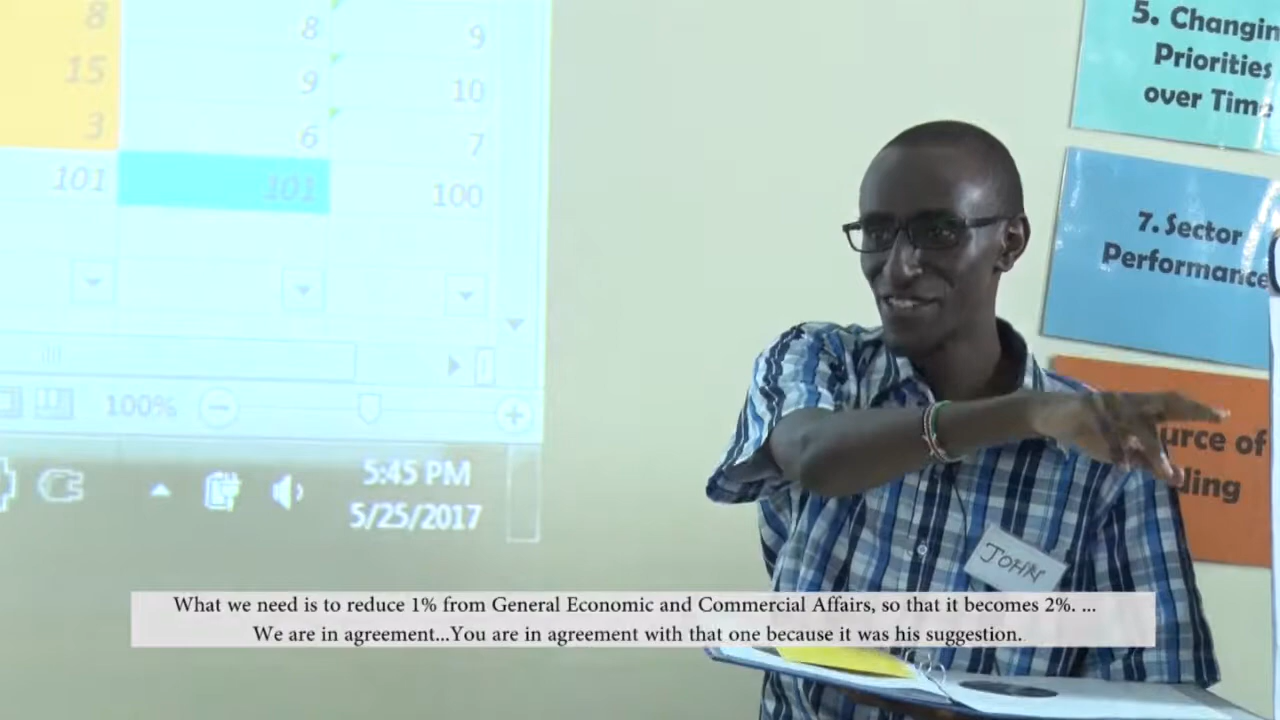 8 8 9
15 9 10
3 6 7
101 101 100
100%
5:45 PM
5/25/2017
5. Changin
Priorities
over Time
7. Sector
Performance
urce of
ding
JOHN
What we need is to reduce 1% from General Economic and Commercial Affairs, so that it becomes 2%. ...
We are in agreement...You are in agreement with that one because it was his suggestion.